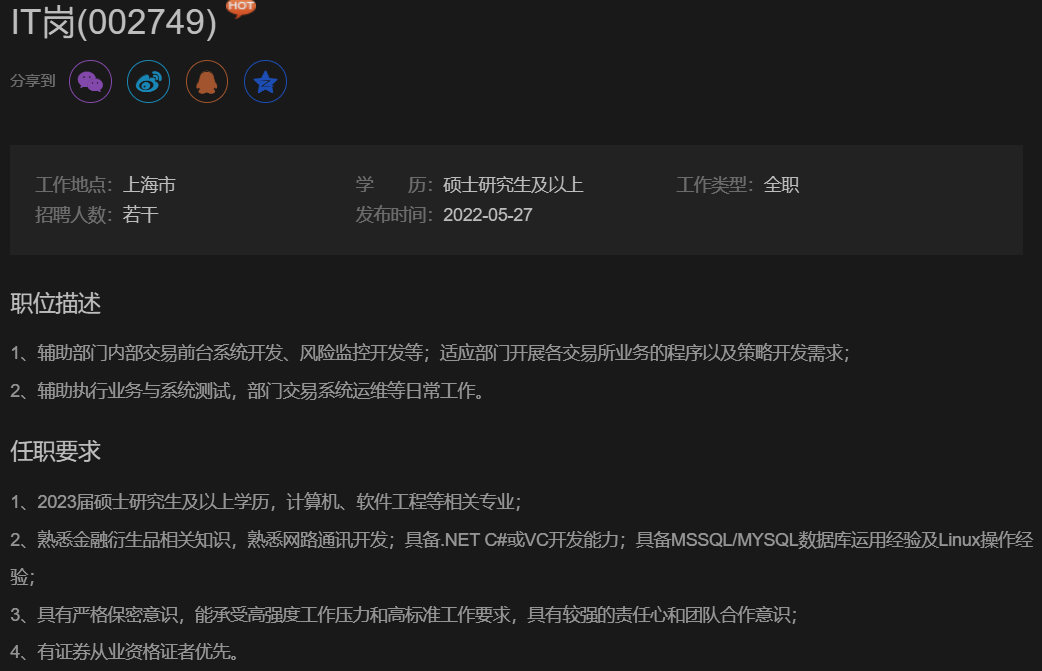 IT岗(002749)
HOT
分享到
工作地点：上海市 学 历：硕士研究生及以上 工作类型：全职
招聘人数：若干 发布时间：2022-05-27
职位描述
1、辅助部门内部交易前台系统开发、风险监控开发等；适应部门开展各交易所业务的程序以及策略开发需求；
2、辅助执行业务与系统测试，部门交易系统运维等日常工作。
任职要求
1、2023届硕士研究生及以上学历，计算机、软件工程等相关专业；
2、熟悉金融衍生品相关知识，熟悉网路通讯开发；具备.NET C#或VC开发能力；具备MSSQL/MYSQL数据库运用经验及Linux操作经
验；
3、具有严格保密意识，能承受高强度工作压力和高标准工作要求，具有较强的责任心和团队合作意识；
4、有证券从业资格证者优先。